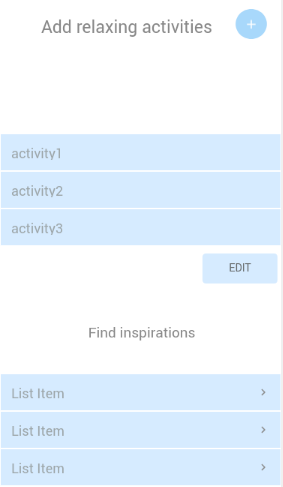 Add relaxing activities +
activity1
activity2
activity3
EDIT
Find inspirations
List Item
List Item
List Item